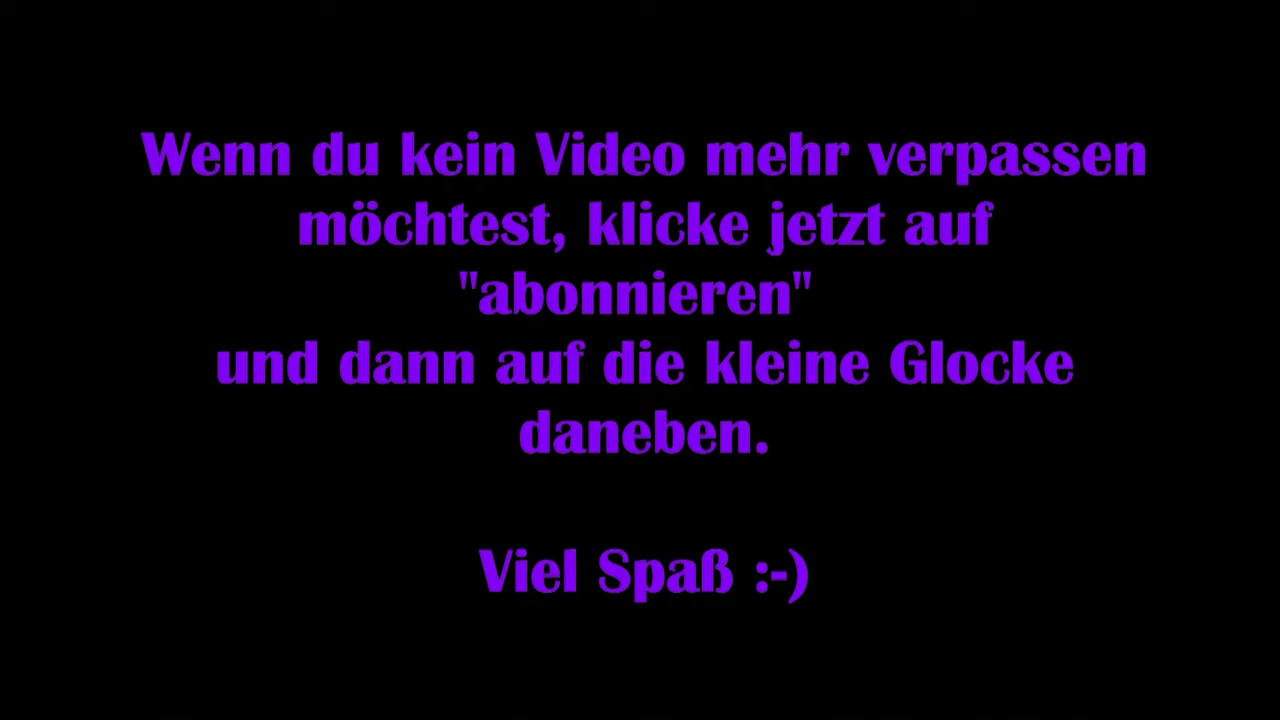 Wenn du kein Video mehr verpassen
möchtest, klicke jetzt auf
"abonnieren"
und dann auf die kleine Glocke
daneben.
Viel Spaß :-)